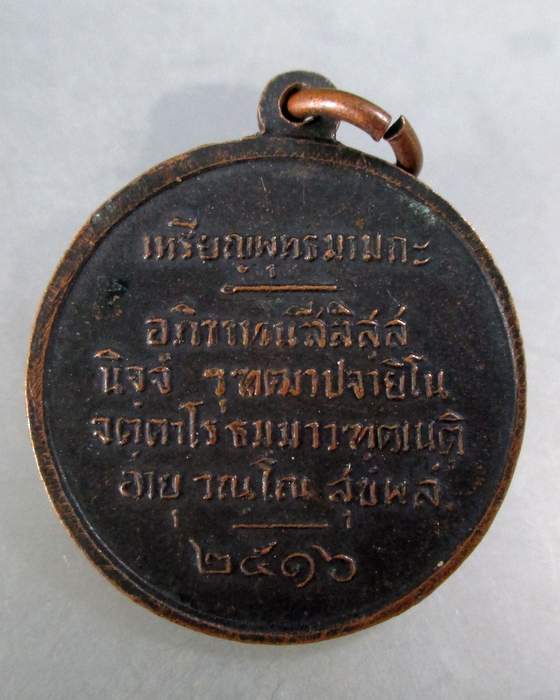 เหรียญพุทธมามกะ
อภิวาทนสีลิสฺส
นิจฺจํ วุฑฒาปจายิโน
จตฺตาโร ธมฺมา วฑฺฒนฺติ
อายุ วณฺโณ สุขํ พลํ
๒๕๑๖